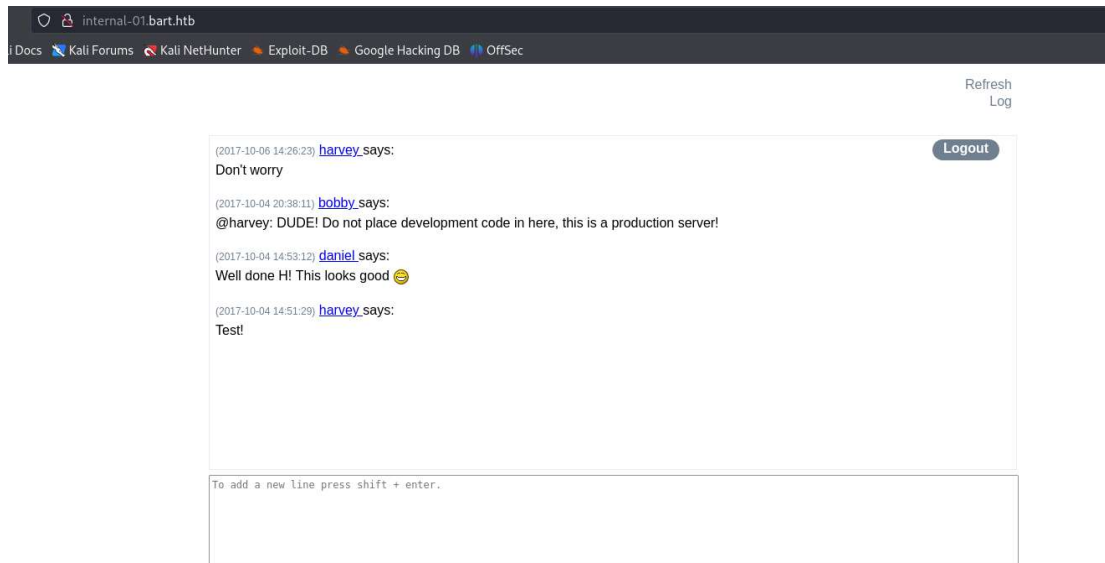 internal-01.bart.htb
i Docs Kali Forums Kali NetHunter Exploit-DB Google Hacking DB OffSec
Refresh
Log
(2017-10-06 14:26:23) harvey says:
Logout
Don't worry
(2017-10-04 20:38:11) bobby says:
@harvey: DUDE! Do not place development code in here, this is a production server!
(2017-10-04 14:53:12) daniel says:
Well done H! This looks good
(2017-10-04 14:51:29) harvey says:
Test!
To add a new line press shift + enter.